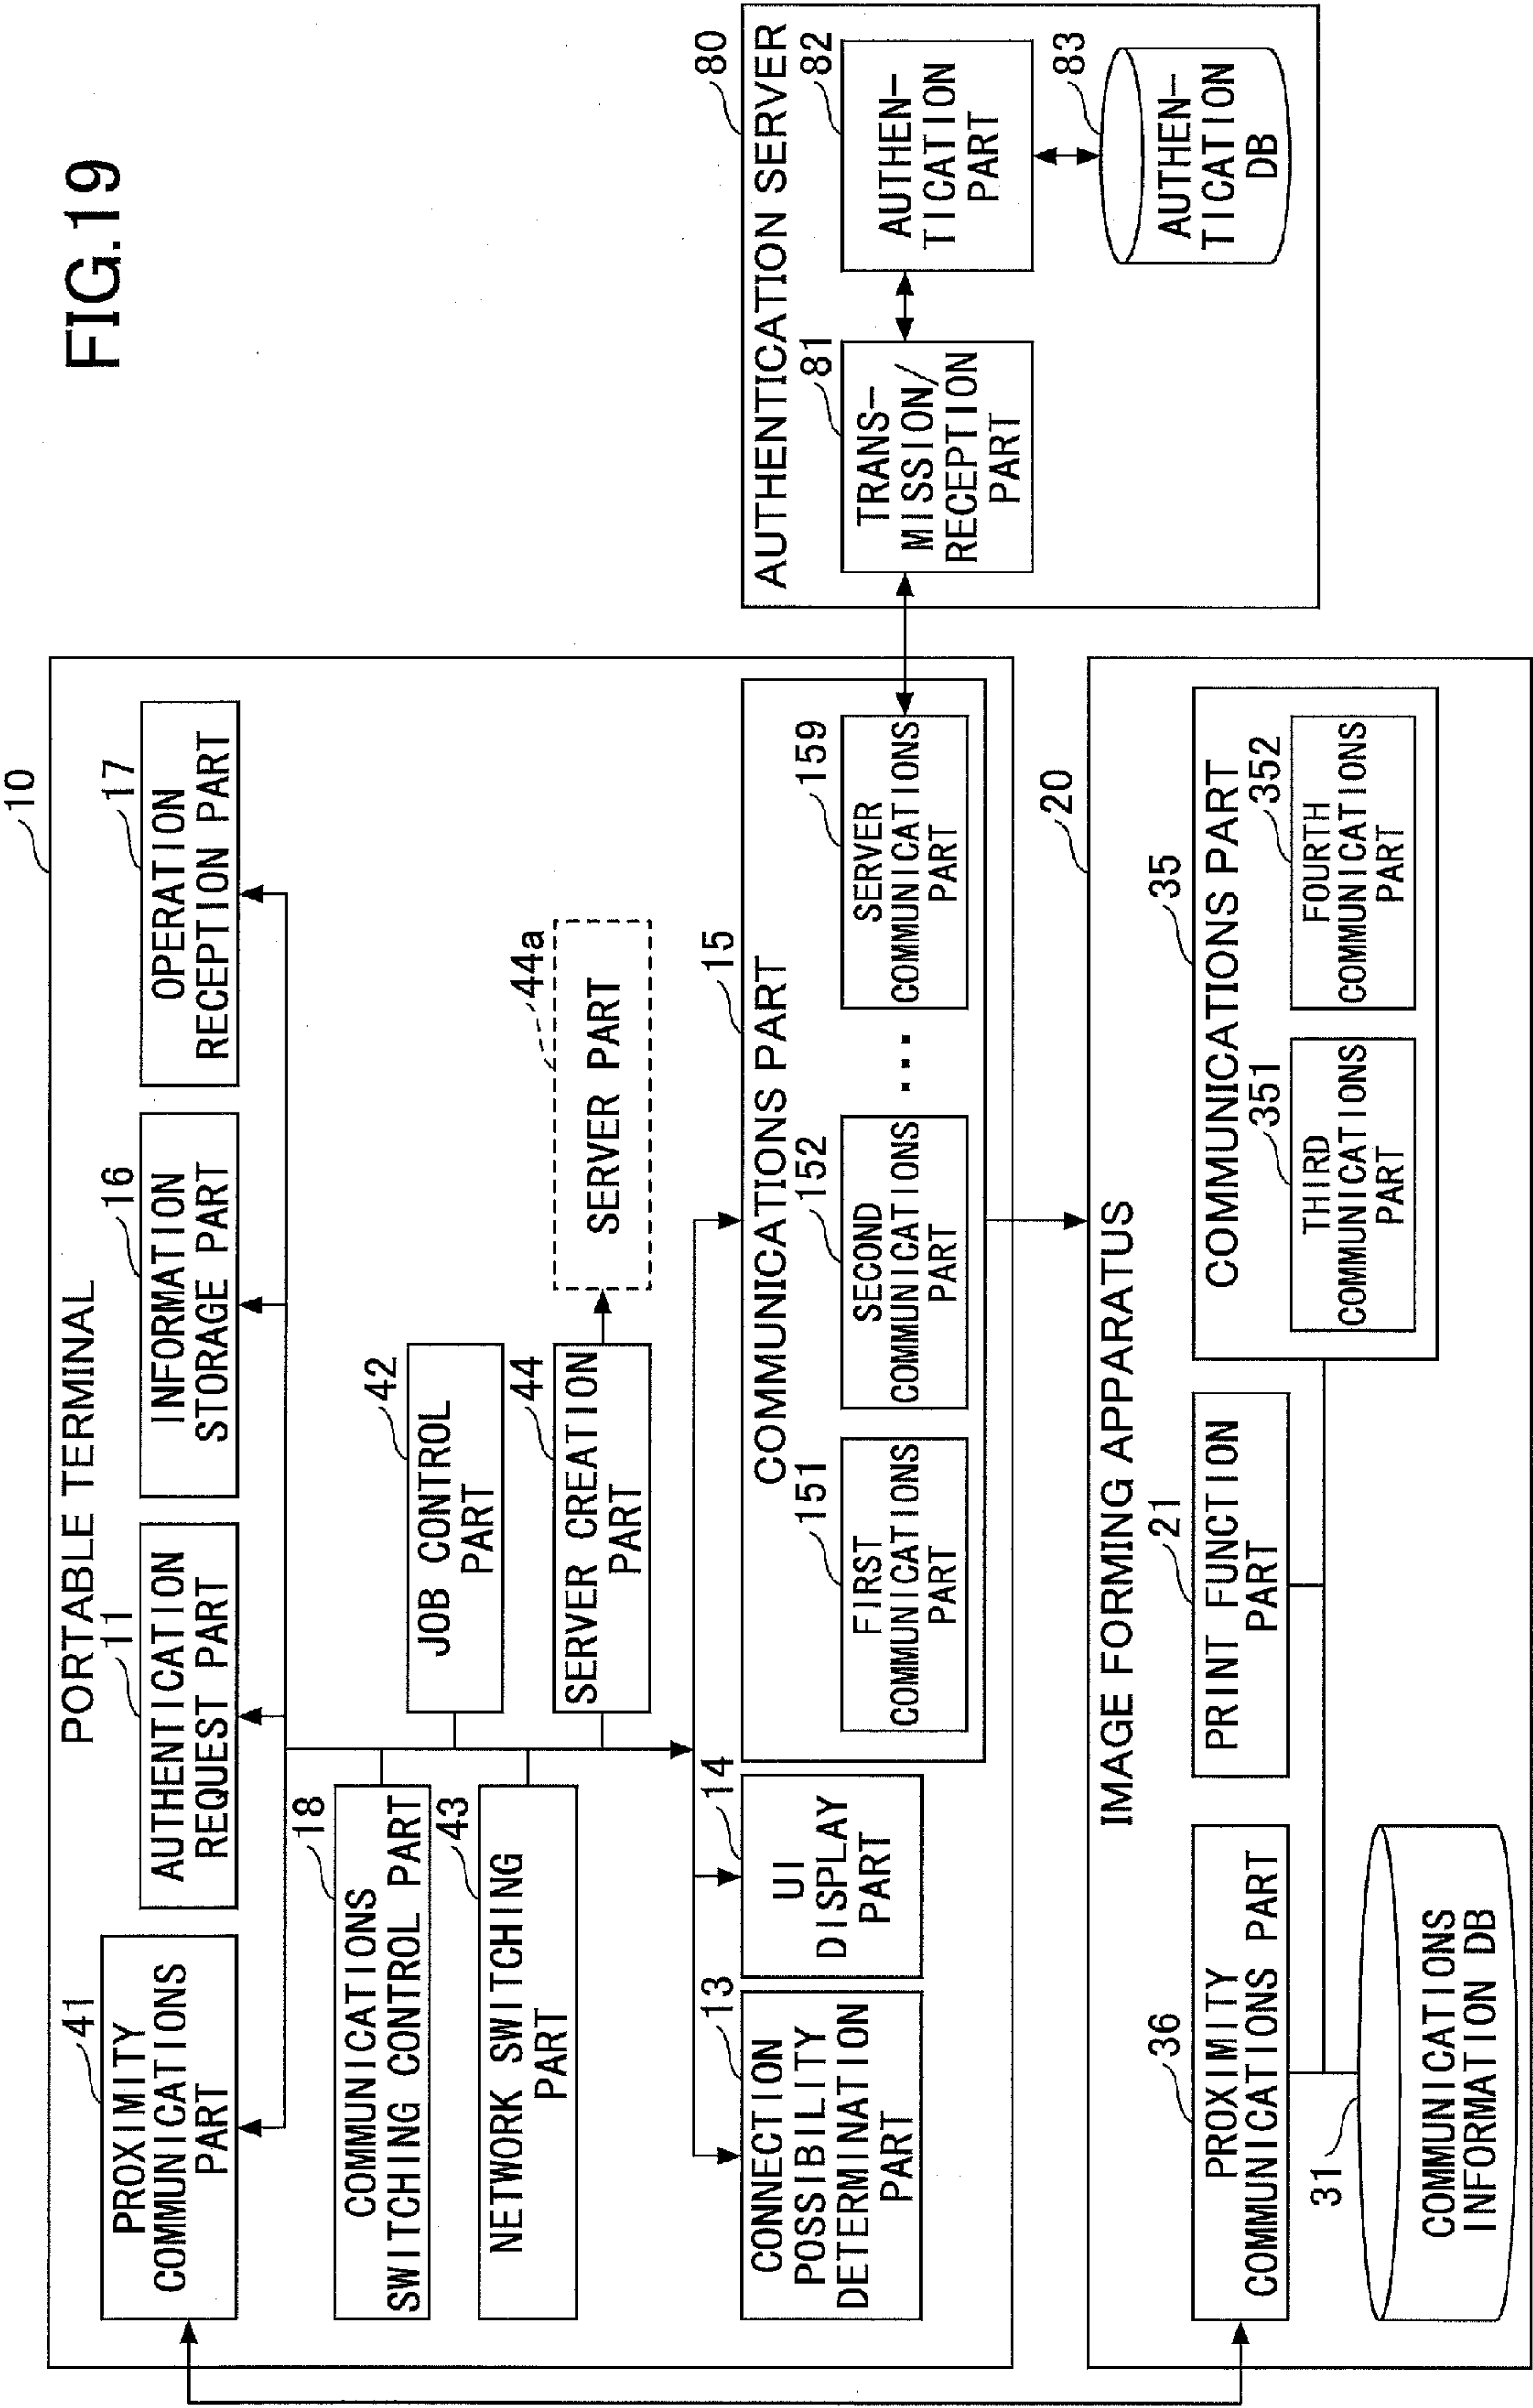 FIG.19
10
PORTABLE TERMINAL
41
PROXIMITY
COMMUNICATIONS
PART
11
AUTHENTICATION
REQUEST PART
16
INFORMATION
STORAGE PART
17
OPERATION
RECEPTION PART
18
COMMUNICATIONS
SWITCHING CONTROL PART
42
JOB CONTROL
PART
43
NETWORK SWITCHING
PART
44
SERVER CREATION
PART
44a
SERVER PART
13
CONNECTION
POSSIBILITY
DETERMINATION
PART
14
UI
DISPLAY
PART
15
COMMUNICATIONS PART
151
FIRST
COMMUNICATIONS
PART
152
SECOND
COMMUNICATIONS
PART
...
159
SERVER
COMMUNICATIONS
PART
80
AUTHENTICATION SERVER
81
TRANS-
MISSION/
RECEPTION
PART
82
AUTHEN-
TICATION
PART
83
AUTHEN-
TICATION
DB
20
IMAGE FORMING APPARATUS
36
PROXIMITY
COMMUNICATIONS PART
21
PRINT FUNCTION
PART
35
COMMUNICATIONS PART
351
THIRD
COMMUNICATIONS
PART
352
FOURTH
COMMUNICATIONS
PART
31
COMMUNICATIONS
INFORMATION DB